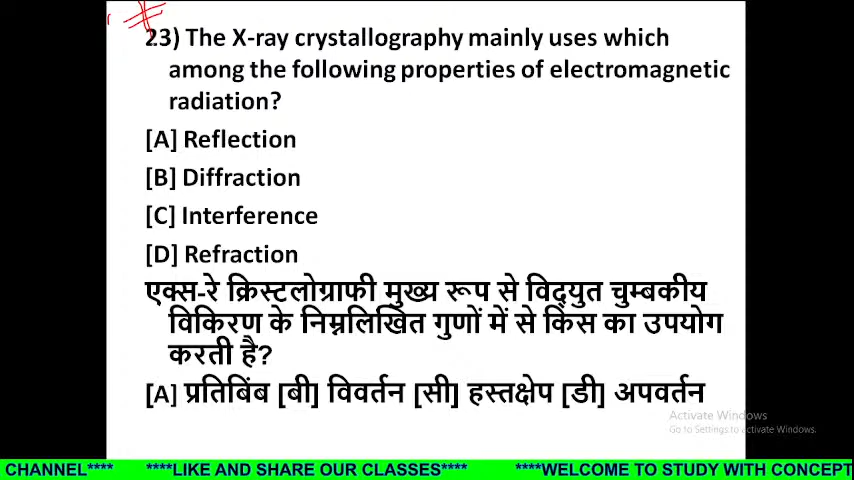 23) The X-ray crystallography mainly uses which
among the following properties of electromagnetic
radiation?
[A] Reflection
[B] Diffraction
[C] Interference
[D] Refraction
एक्स-रे क्रिस्टलोग्राफी मुख्य रूप से विद्युत चुम्बकीय
विकिरण के निम्नलिखित गुणों में से किस का उपयोग
करती है?
[A] प्रतिबिंब [बी] विवर्तन [सी] हस्तक्षेप [डी] अपवर्तन
Activate Windows
Go to Settings to activate Windows.
CHANNEL**** ****LIKE AND SHARE OUR CLASSES**** ****WELCOME TO STUDY WITH CONCEPT